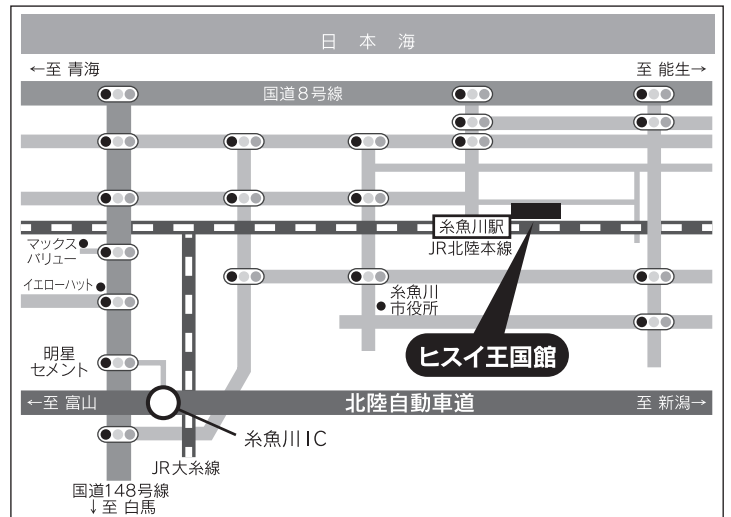 日本海
←至 青海
至 能生→
国道8号線
糸魚川駅
JR北陸本線
マックス
バリュー
イエローハット
糸魚川
市役所
明星
セメント
ヒスイ王国館
←至 富山
北陸自動車道
至 新潟→
糸魚川IC
JR大糸線
国道148号線
↓至 白馬